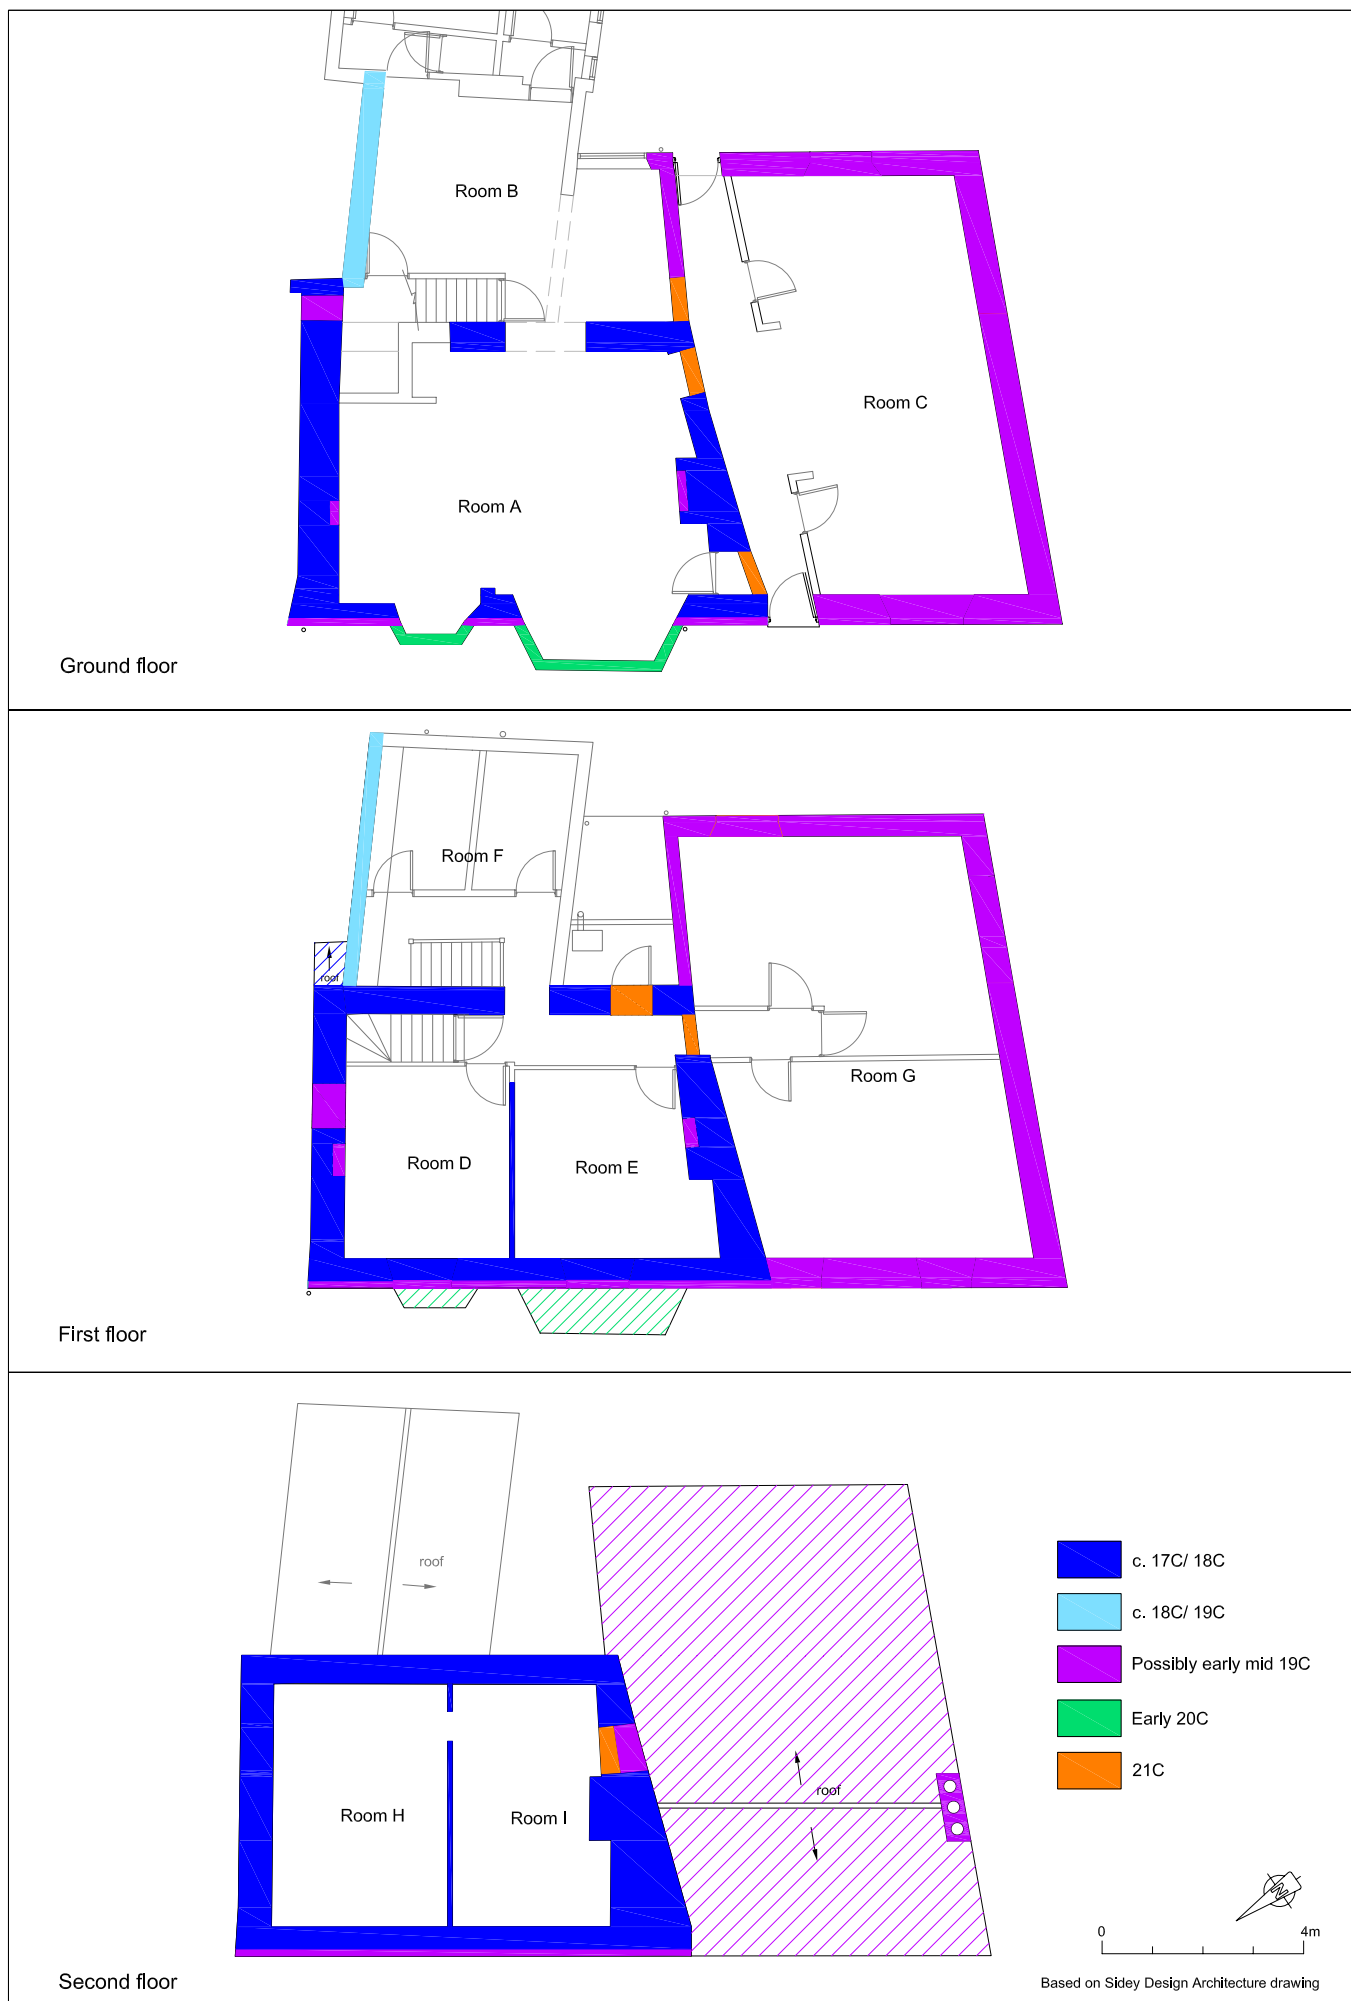 Room B
Room C
Room A
Ground floor
Room F
roof
Room G
Room D
Room E
First floor
roof
c. 17C/ 18C
c. 18C/ 19C
Possibly early mid 19C
Early 20C
21C
roof
Room H
Room I
0
4m
Second floor
Based on Sidey Design Architecture drawing